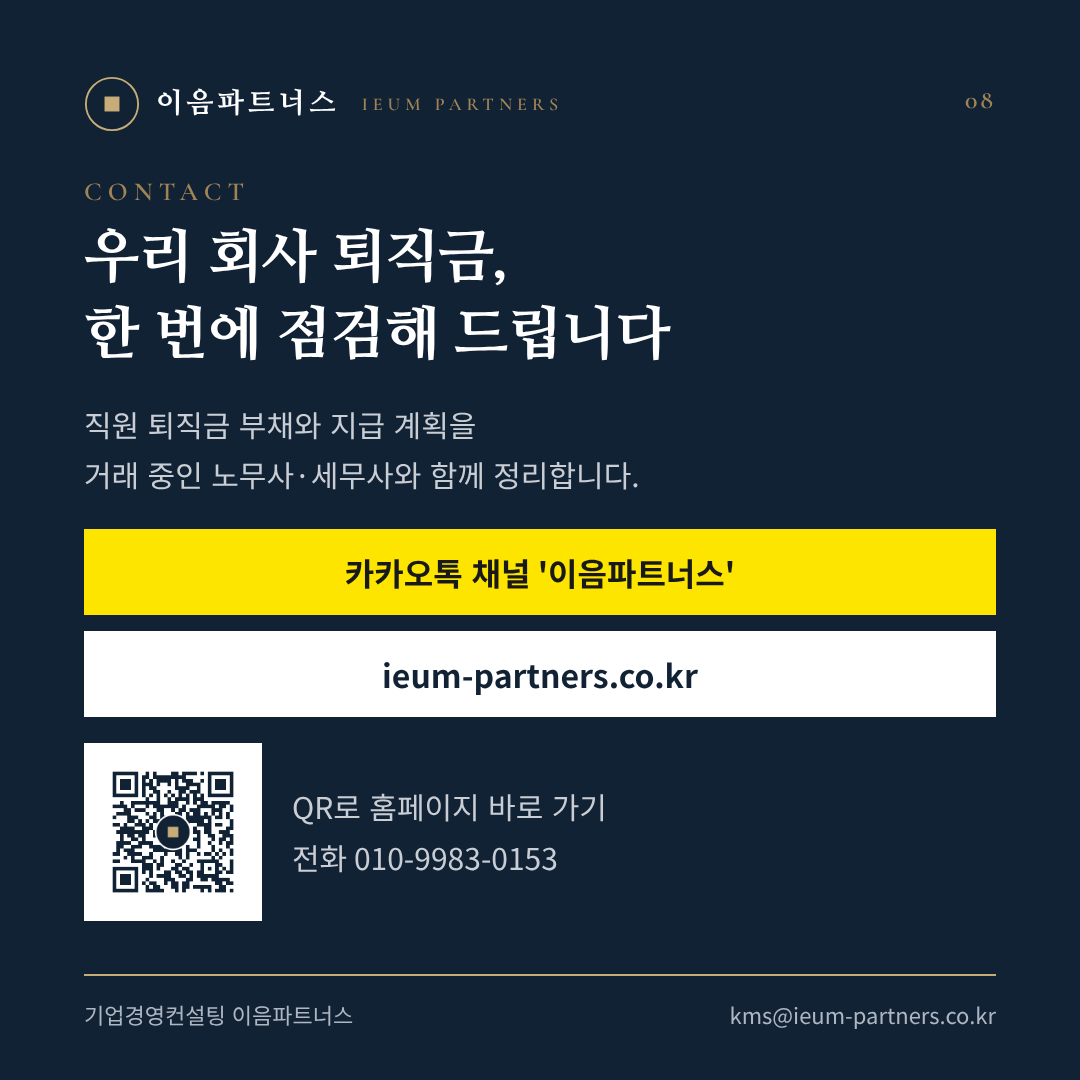 이음파트너스 IEUM PARTNERS 08
CONTACT
우리 회사 퇴직금,
한 번에 점검해 드립니다
직원 퇴직금 부채와 지급 계획을
거래 중인 노무사·세무사와 함께 정리합니다.
카카오톡 채널 '이음파트너스'
ieum-partners.co.kr
QR로 홈페이지 바로 가기
전화 010-9983-0153
기업경영컨설팅 이음파트너스 kms@ieum-partners.co.kr